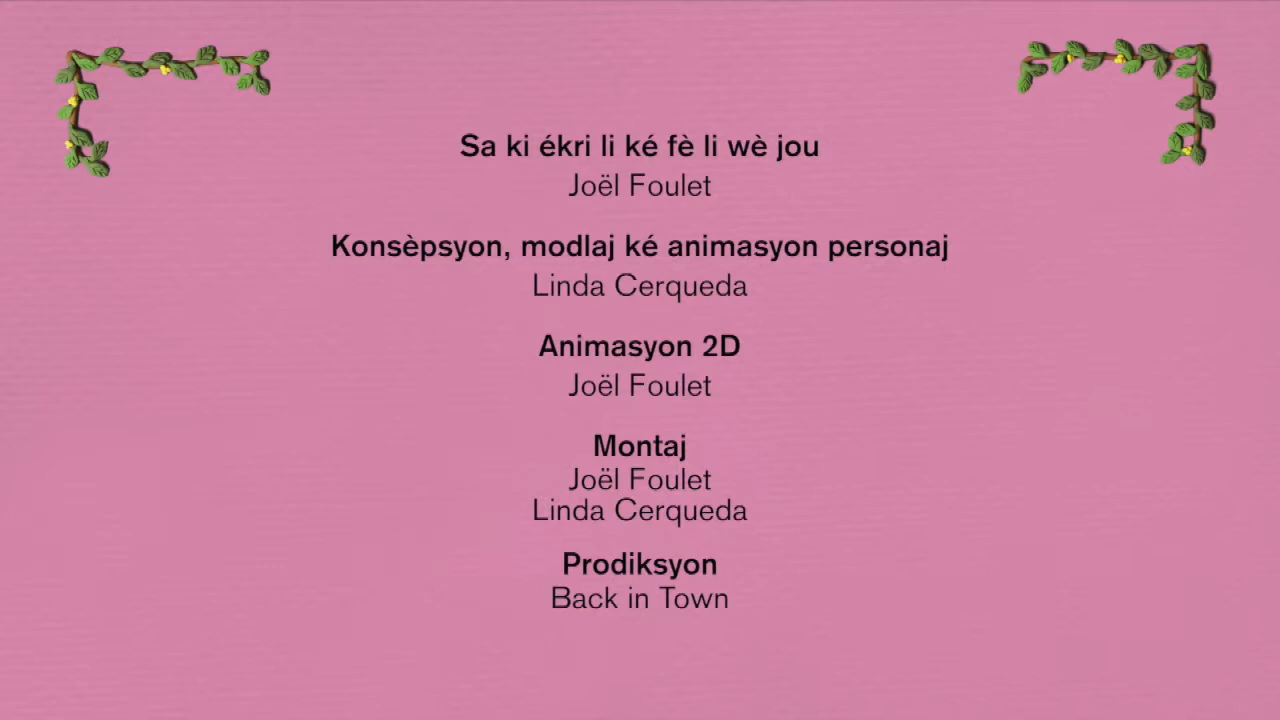 Sa ki ékri li ké fè li wè jou
Joël Foulet
Konsèpsyon, modlaj ké animasyon personaj
Linda Cerqueda
Animasyon 2D
Joël Foulet
Montaj
Joël Foulet
Linda Cerqueda
Prodiksyon
Back in Town